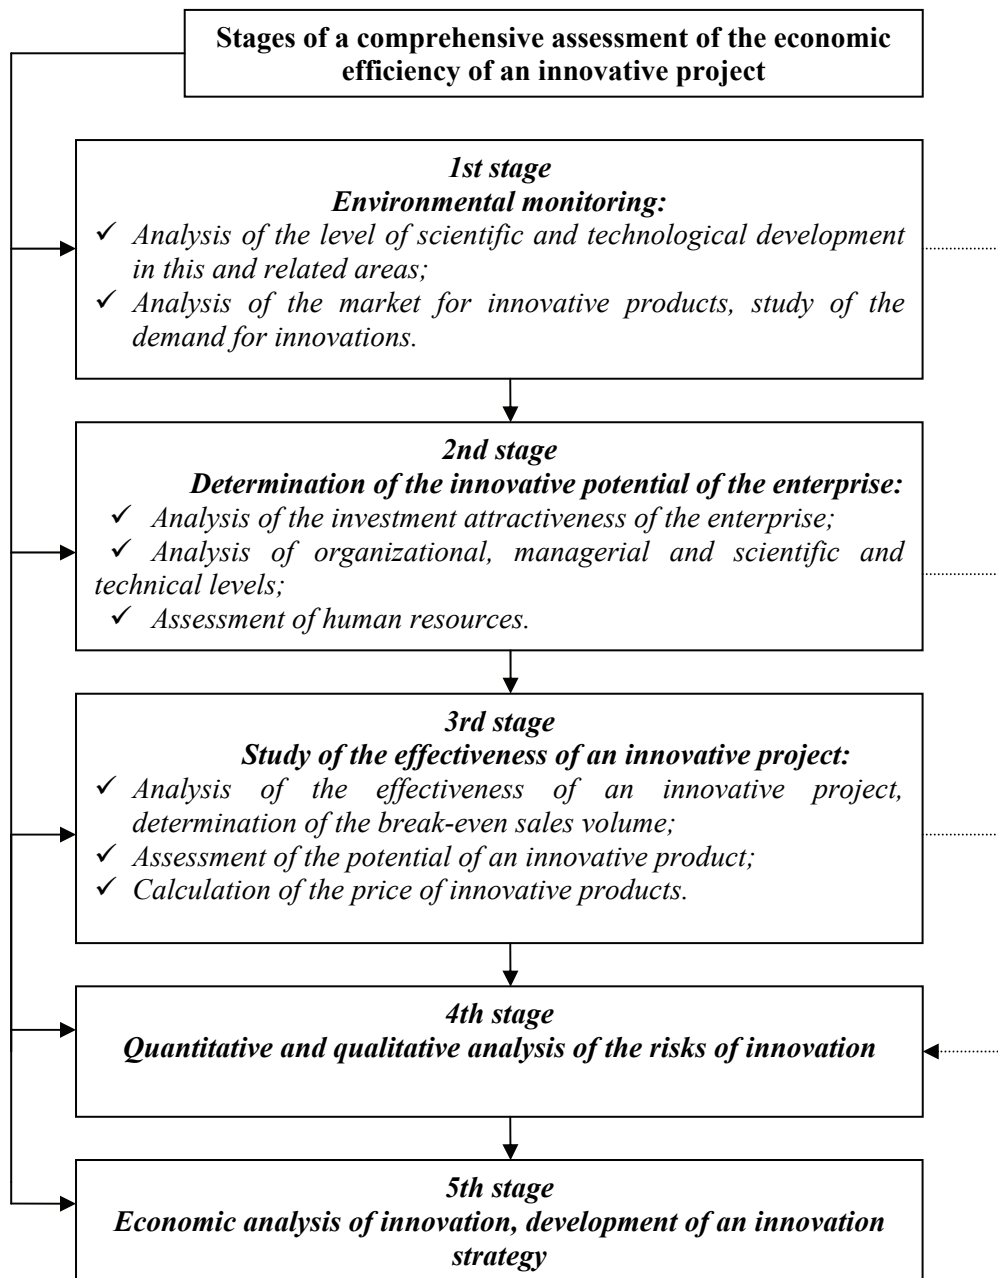 Stages of a comprehensive assessment of the economic
efficiency of an innovative project
1st stage
Environmental monitoring:
✓ Analysis of the level of scientific and technological development
in this and related areas;
✓ Analysis of the market for innovative products, study of the
demand for innovations.
2nd stage
Determination of the innovative potential of the enterprise:
✓ Analysis of the investment attractiveness of the enterprise;
✓ Analysis of organizational, managerial and scientific and
technical levels;
✓ Assessment of human resources.
3rd stage
Study of the effectiveness of an innovative project:
✓ Analysis of the effectiveness of an innovative project,
determination of the break-even sales volume;
✓ Assessment of the potential of an innovative product;
✓ Calculation of the price of innovative products.
4th stage
Quantitative and qualitative analysis of the risks of innovation
5th stage
Economic analysis of innovation, development of an innovation
strategy